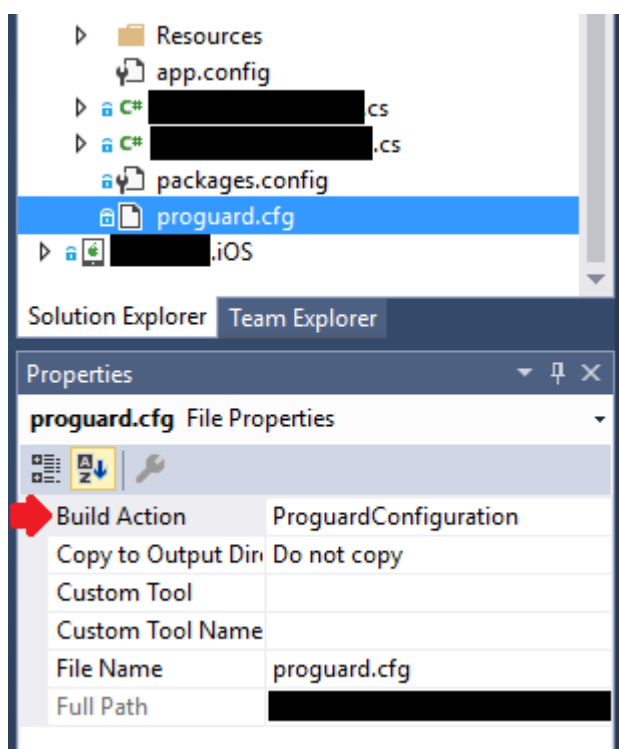 Resources
app.config
C# .cs
C# .cs
packages.config
proguard.cfg
.iOS
Solution Explorer Team Explorer
Properties
proguard.cfg File Properties
Build Action ProguardConfiguration
Copy to Output Dire Do not copy
Custom Tool
Custom Tool Name
File Name proguard.cfg
Full Path